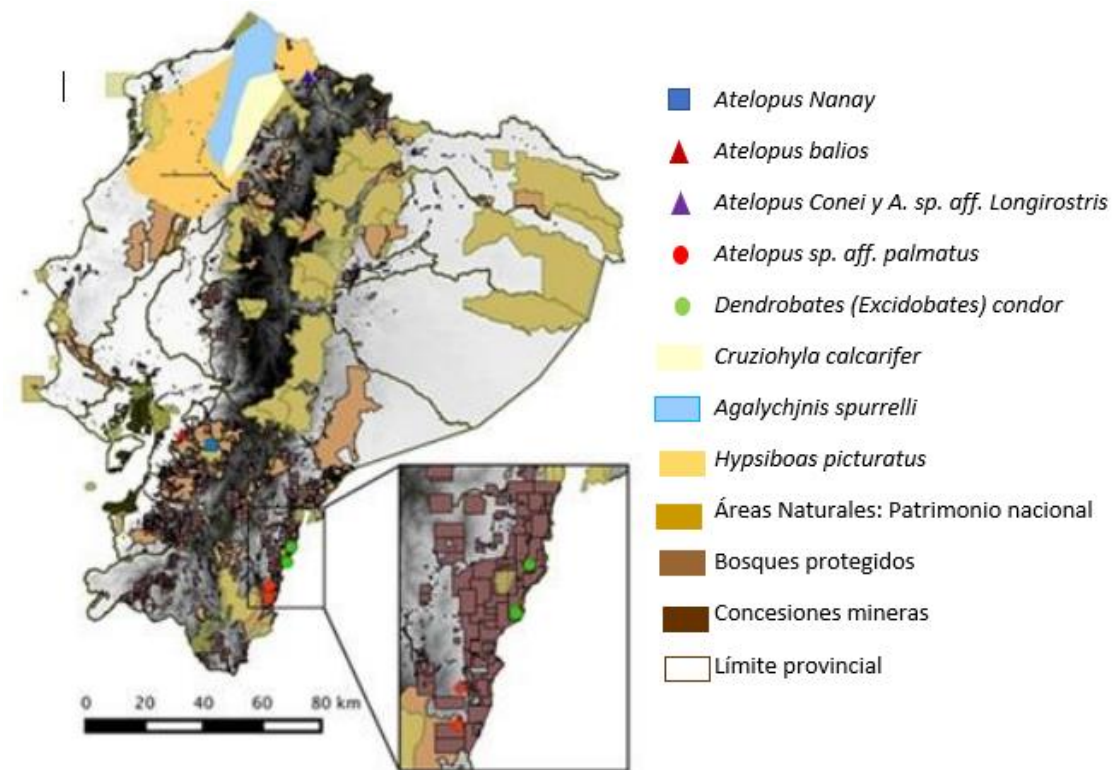 Atelopus Nanay
Atelopus balios
Atelopus Conei y A. sp. aff. Longirostris
Atelopus sp. aff. palmatus
Dendrobates (Excidobates) condor
Cruziohyla calcarifer
Agalychjnis spurrelli
Hypsiboas picturatus
Áreas Naturales: Patrimonio nacional
Bosques protegidos
Concesiones mineras
Límite provincial
0 20 40 60 80 km